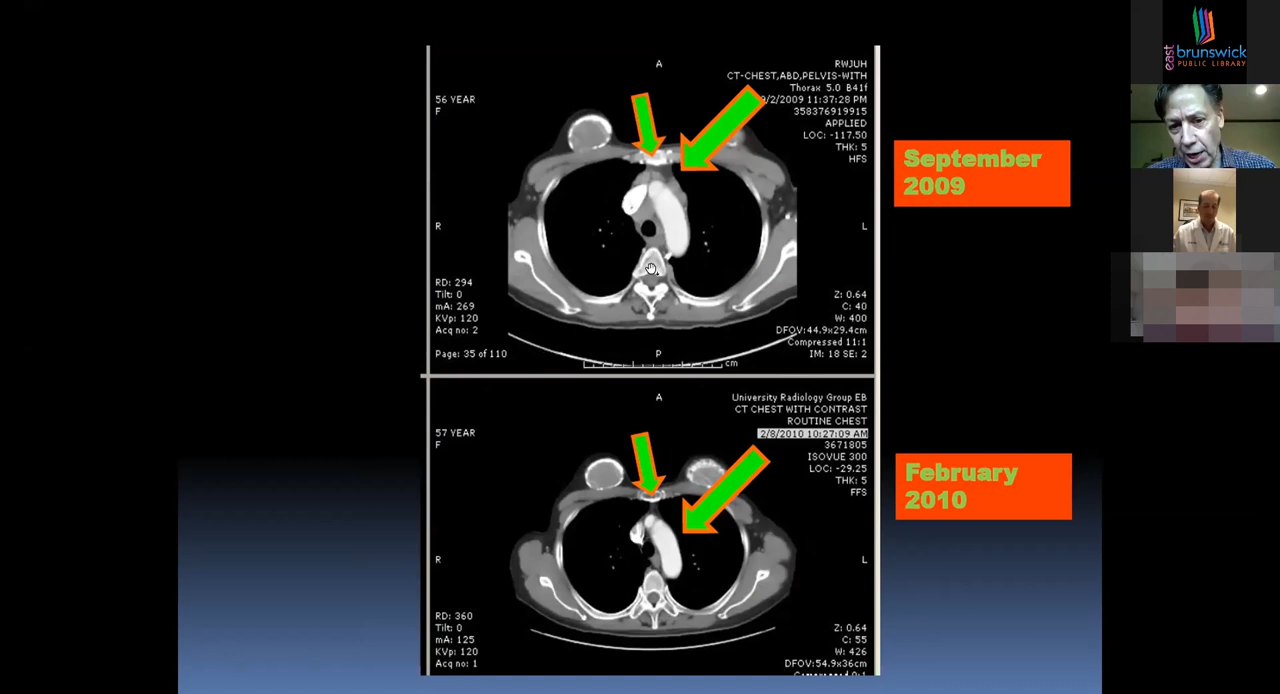 A
RWJUH
CT-CHEST,ABD,PELVIS-WITH
Thorax 5.0 B41f
9/2/2009 11:37:28 PM
358376919915
APPLIED
LOC: -117.50
THK: 5
HFS
56 YEAR
F
R
L
RD: 294
Tilt: 0
mA: 269
KVp: 120
Acq no: 2
Page: 35 of 110
P
cm
Z: 0.64
C: 40
W: 400
DFOV:44.9x29.4cm
Compressed 11:1
IM: 18 SE: 2
September
2009
A
University Radiology Group EB
CT CHEST WITH CONTRAST
ROUTINE CHEST
2/8/2010 10:27:09 AM
3671805
ISOVUE 300
LOC: -29.25
THK: 5
FFS
57 YEAR
F
R
L
RD: 360
Tilt: 0
mA: 125
KVp: 120
Acq no: 1
Z: 0.64
C: 55
W: 426
DFOV:54.9x36cm
February
2010
east
brunswick
PUBLIC LIBRARY